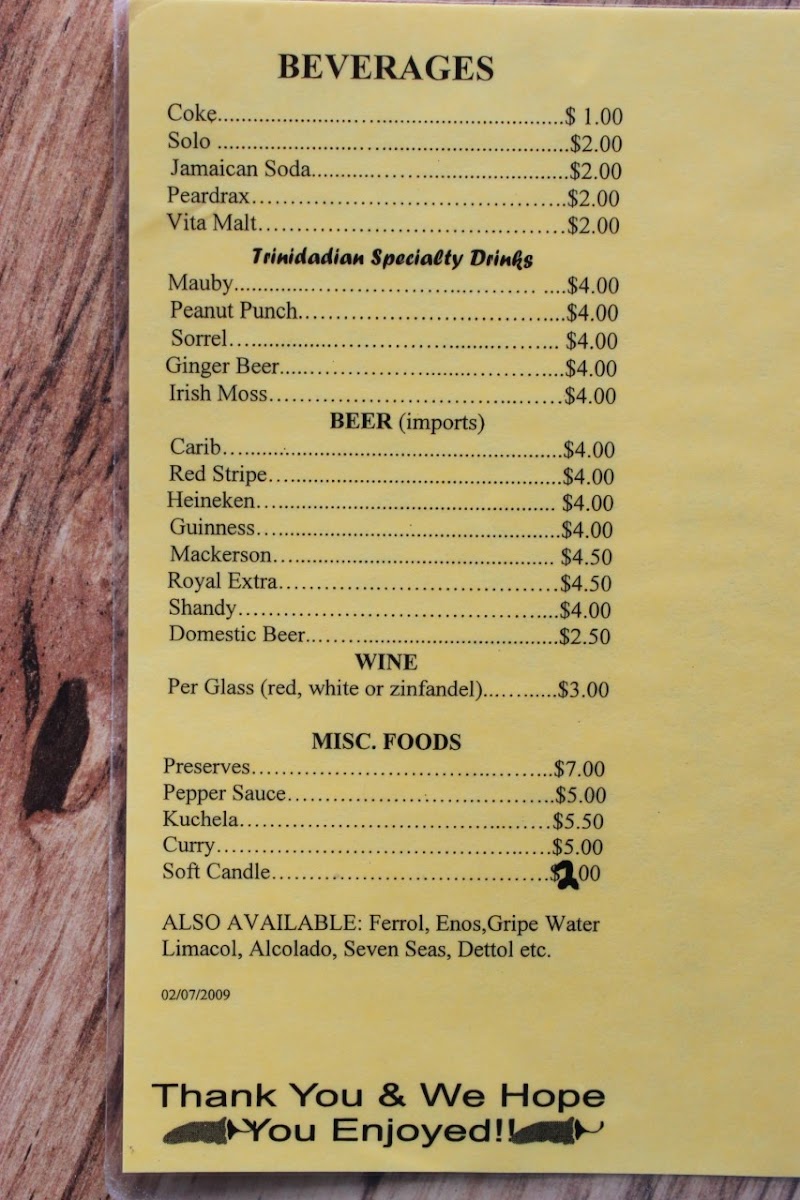 BEVERAGES
Coke....................................................$ 1.00
Solo ....................................................$2.00
Jamaican Soda.......................................$2.00
Peardrax................................................$2.00
Vita Malt...............................................$2.00
Trinidadian Specialty Drinks
Mauby............................................ ....$4.00
Peanut Punch.........................................$4.00
Sorrel.................................................. $4.00
Ginger Beer...........................................$4.00
Irish Moss.............................................$4.00
BEER (imports)
Carib....................................................$4.00
Red Stripe.............................................$4.00
Heineken.............................................. $4.00
Guinness...............................................$4.00
Mackerson........................................... $4.50
Royal Extra...........................................$4.50
Shandy.................................................$4.00
Domestic Beer.......................................$2.50
WINE
Per Glass (red, white or zinfandel)............$3.00
MISC. FOODS
Preserves..............................................$7.00
Pepper Sauce.........................................$5.00
Kuchela................................................$5.50
Curry...................................................$5.00
Soft Candle...........................................$2.00
ALSO AVAILABLE: Ferrol, Enos,Gripe Water
Limacol, Alcolado, Seven Seas, Dettol etc.
02/07/2009
Thank You & We Hope
You Enjoyed!!